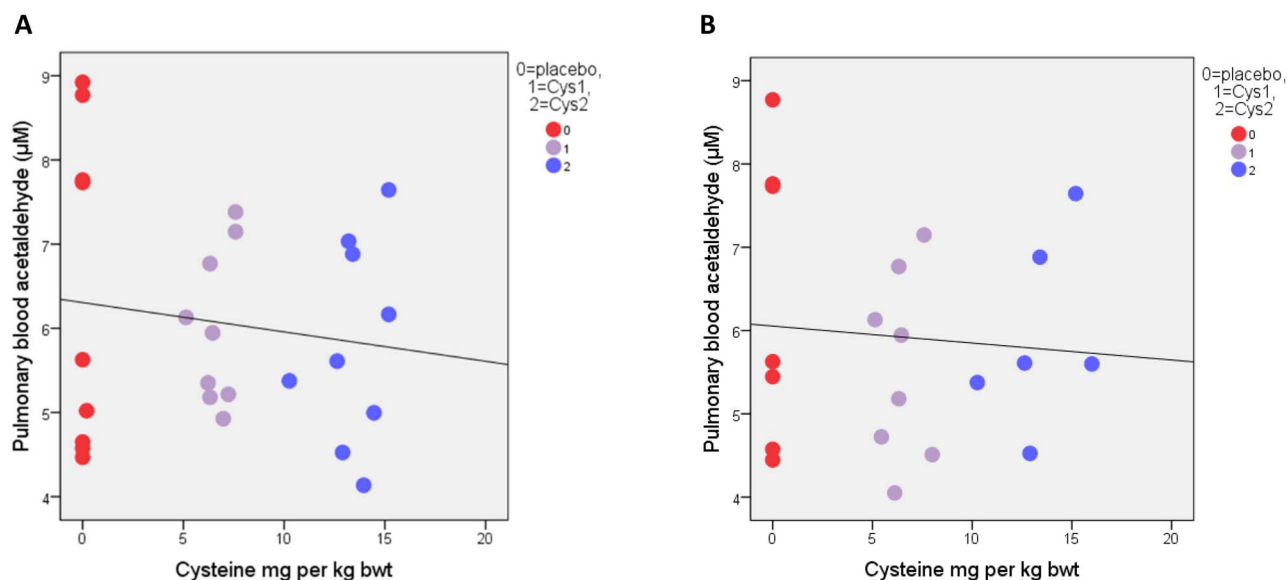 A
Pulmonary blood acetaldehyde (µM)
9
8
7
6
5
4
0
5
10
15
20
Cysteine mg per kg bwt
0=placebo,
1=Cys1,
2=Cys2
0
1
2
B
Pulmonary blood acetaldehyde (µM)
9
8
7
6
5
4
0
5
10
15
20
Cysteine mg per kg bwt
0=placebo,
1=Cys1,
2=Cys2
0
1
2